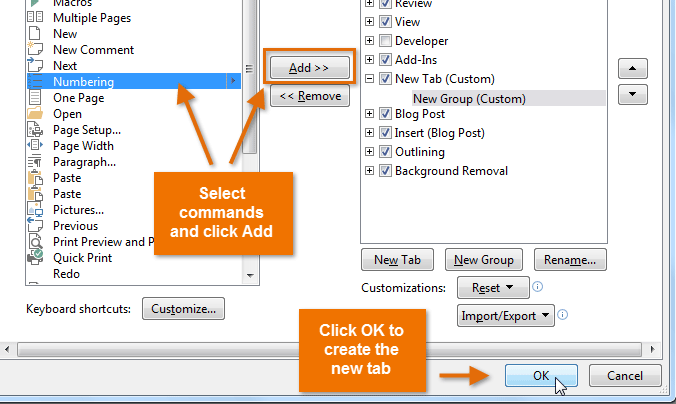 Macros
Multiple Pages
New
New Comment
Next
Numbering
One Page
Open
Page Setup...
Page Width
Paragraph...
Paste
Paste
Pictures...
Previous
Print Preview and P
Quick Print
Redo
Keyboard shortcuts:
Customize...
Add >>
<< Remove
Select
commands
and click Add
Review
View
Developer
Add-Ins
New Tab (Custom)
New Group (Custom)
Blog Post
Insert (Blog Post)
Outlining
Background Removal
New Tab
New Group
Rename...
Customizations:
Reset
Import/Export
Click OK to
create the
new tab
OK
Cancel